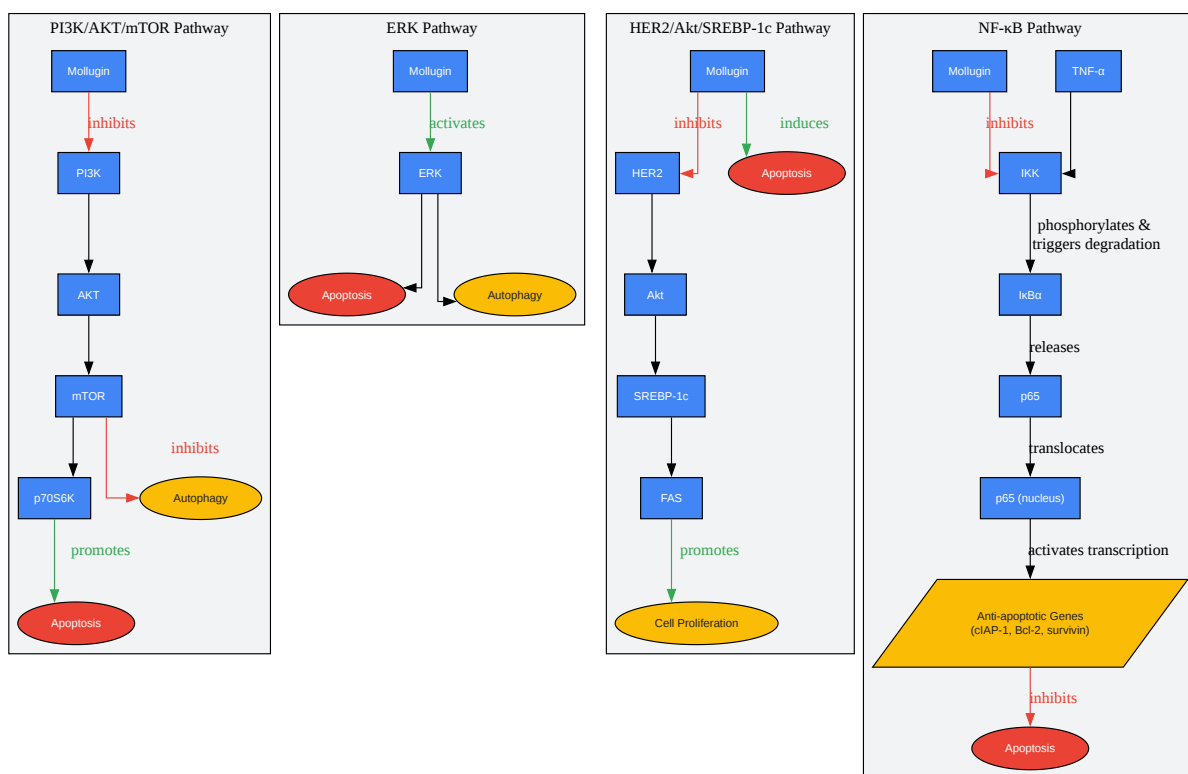 PI3K/AKT/mTOR Pathway
Mollugin
inhibits
PI3K
AKT
mTOR
inhibits
p70S6K
Autophagy
promotes
Apoptosis
ERK Pathway
Mollugin
activates
ERK
Apoptosis
Autophagy
HER2/Akt/SREBP-1c Pathway
Mollugin
inhibits
induces
HER2
Apoptosis
Akt
SREBP-1c
FAS
promotes
Cell Proliferation
NF-κB Pathway
Mollugin
TNF-α
inhibits
IKK
phosphorylates &
triggers degradation
IκBα
releases
p65
translocates
p65 (nucleus)
activates transcription
Anti-apoptotic Genes
(cIAP-1, Bcl-2, survivin)
inhibits
Apoptosis